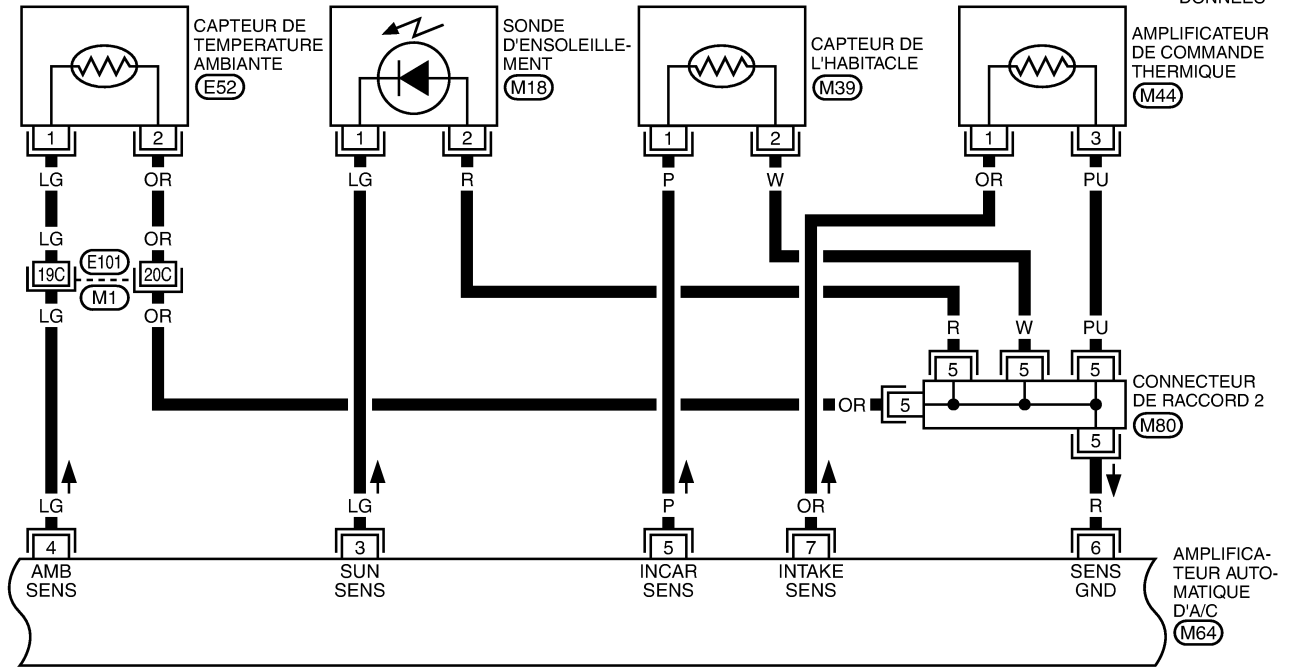 DONNEES
CAPTEUR DE
TEMPERATURE
AMBIANTE
E52
SONDE
D'ENSOLEILLE-
MENT
M18
CAPTEUR DE
L'HABITACLE
M39
AMPLIFICATEUR
DE COMMANDE
THERMIQUE
M44
1 2 1 2 1 2 1 3
LG OR LG R P W OR PU
LG OR
19C E101 20C
M1
LG OR
R W PU
5 5 5
CONNECTEUR
DE RACCORD 2
M80
OR 5
5
LG LG P OR R
4 3 5 7 6
AMB
SENS
SUN
SENS
INCAR
SENS
INTAKE
SENS
SENS
GND
AMPLIFICA-
TEUR AUTO-
MATIQUE
D'A/C
M64